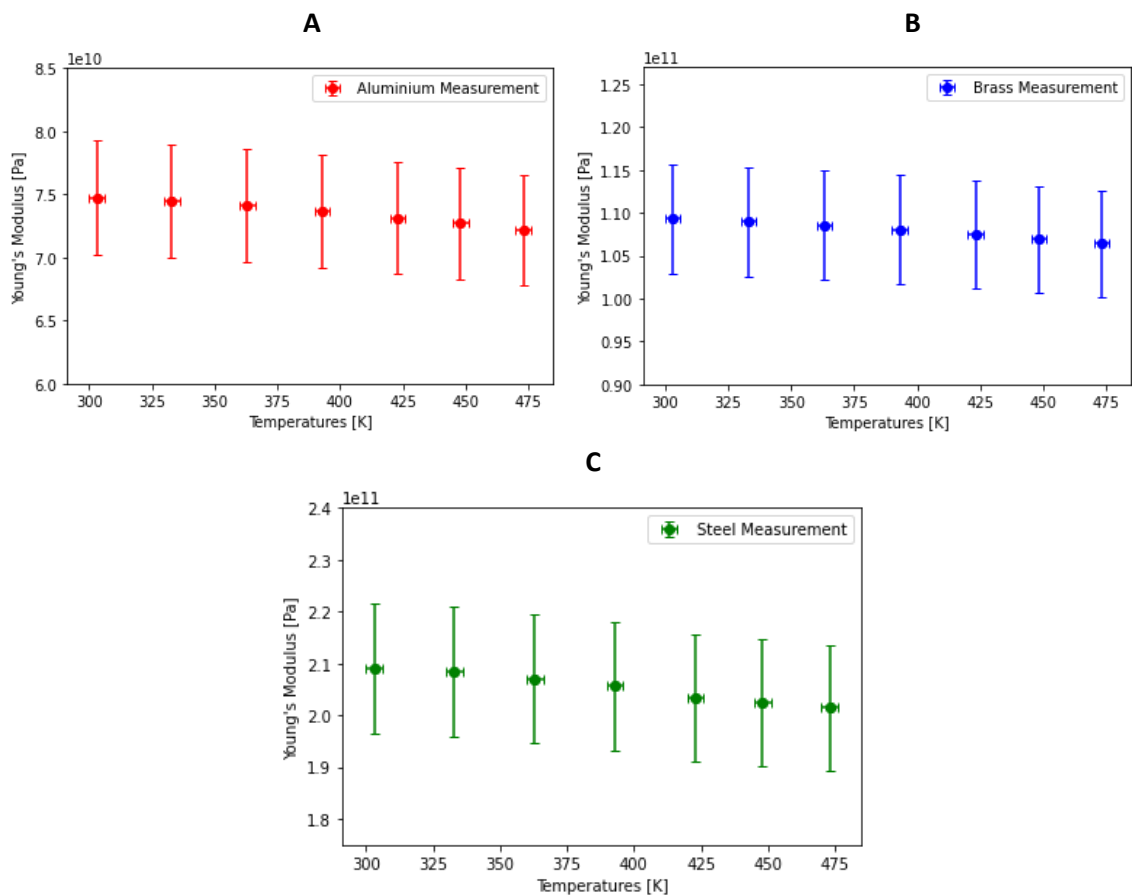 A
1e10
Aluminium Measurement
8.5
8.0
7.5
7.0
6.5
6.0
Young's Modulus [Pa]
300 325 350 375 400 425 450 475
Temperatures [K]
B
1e11
Brass Measurement
1.25
1.20
1.15
1.10
1.05
1.00
0.95
0.90
Young's Modulus [Pa]
300 325 350 375 400 425 450 475
Temperatures [K]
C
1e11
Steel Measurement
2.4
2.3
2.2
2.1
2.0
1.9
1.8
Young's Modulus [Pa]
300 325 350 375 400 425 450 475
Temperatures [K]